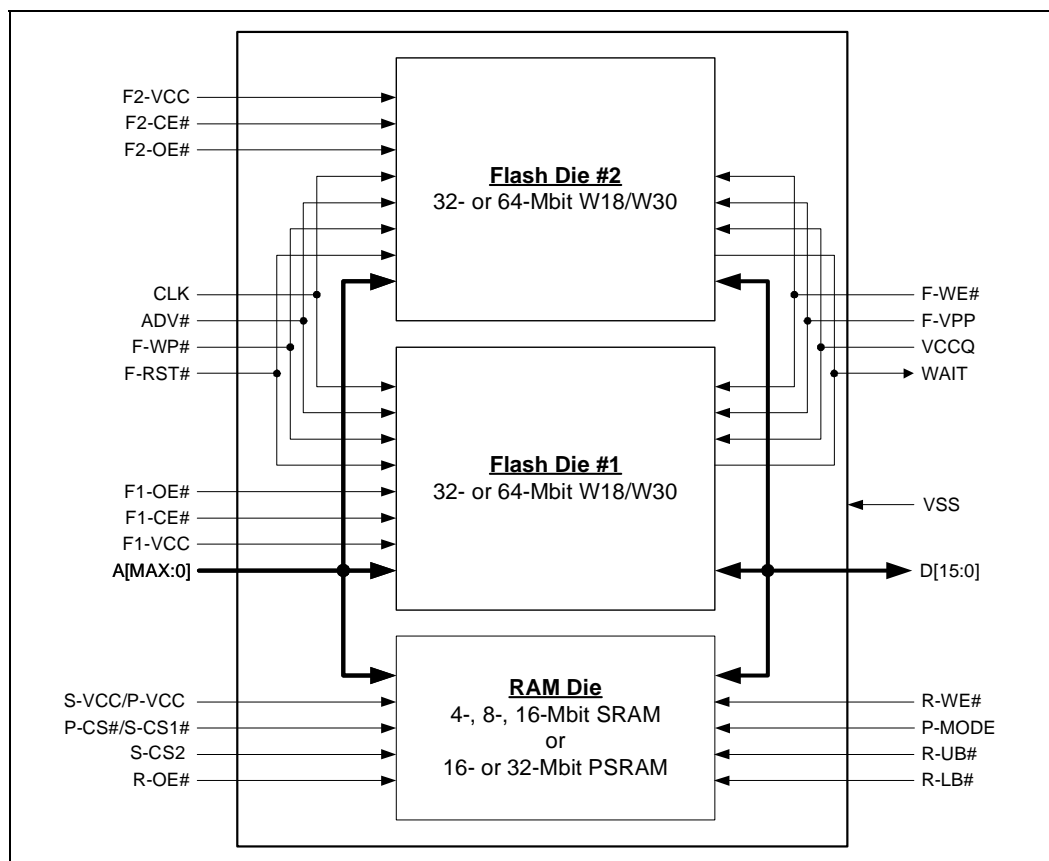 F2-VCC
F2-CE#
F2-OE#
Flash Die #2
32- or 64-Mbit W18/W30
CLK
ADV#
F-WP#
F-RST#
F-WE#
F-VPP
VCCQ
WAIT
Flash Die #1
32- or 64-Mbit W18/W30
F1-OE#
F1-CE#
F1-VCC
A[MAX:0]
VSS
D[15:0]
RAM Die
4-, 8-, 16-Mbit SRAM
or
16- or 32-Mbit PSRAM
S-VCC/P-VCC
P-CS#/S-CS1#
S-CS2
R-OE#
R-WE#
P-MODE
R-UB#
R-LB#